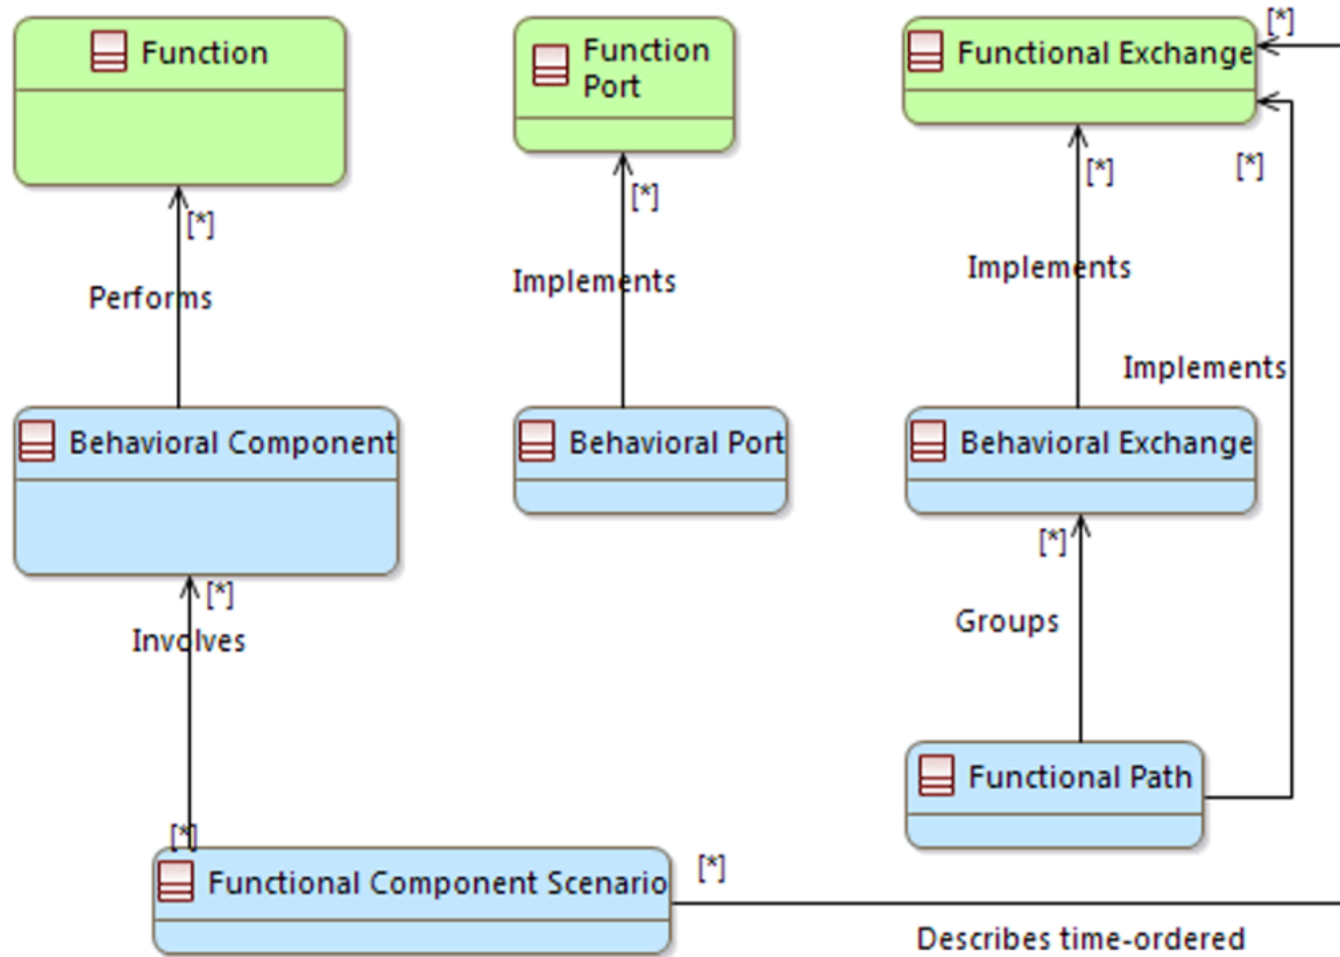 Function
Function
Port
Functional Exchange
[*]
[*]
[*]
[*]
[*]
Performs
Implements
Implements
Implements
Behavioral Component
Behavioral Port
Behavioral Exchange
[*]
[*]
Involves
Groups
Functional Path
[*]
Functional Component Scenario
[*]
Describes time-ordered